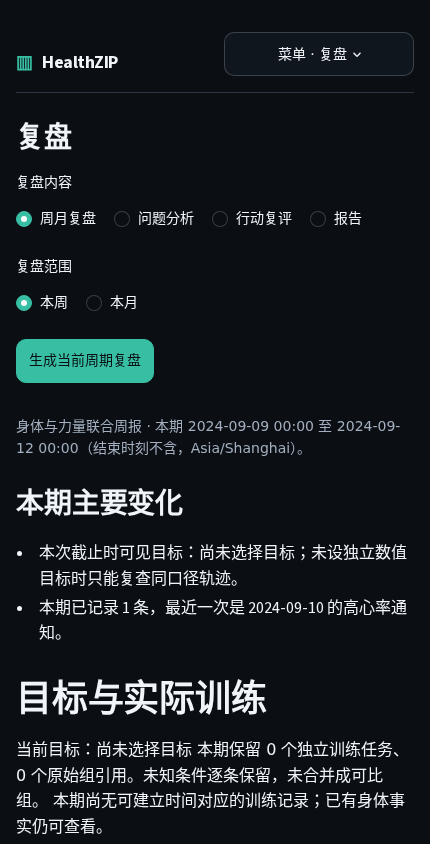 HealthZIP
菜单 · 复盘
复盘
复盘内容
周月复盘 问题分析 行动复评 报告
复盘范围
本周 本月
生成当前周期复盘
身体与力量联合周报 · 本期 2024-09-09 00:00 至 2024-09-
12 00:00（结束时刻不含，Asia/Shanghai）。
本期主要变化
本次截止时可见目标：尚未选择目标；未设独立数值
目标时只能复查同口径轨迹。
本期已记录 1 条，最近一次是 2024-09-10 的高心率通
知。
目标与实际训练
当前目标：尚未选择目标 本期保留 0 个独立训练任务、
0 个原始组引用。未知条件逐条保留，未合并成可比
组。 本期尚无可建立时间对应的训练记录；已有身体事
实仍可查看。